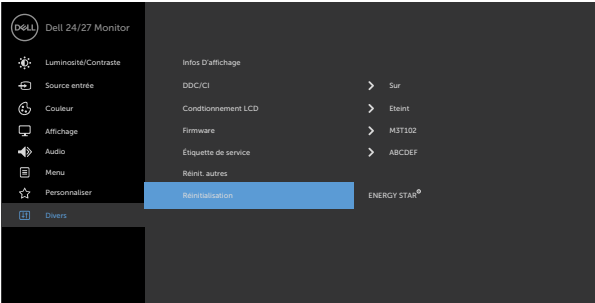 DELL Dell 24/27 Monitor
Luminosité/Contraste Infos D'affichage
Source entrée DDC/CI Sur
Couleur Condtionnement LCD Eteint
Affichage Firmware M3T102
Audio Étiquette de service ABCDEF
Menu Réinit. autres
Personnaliser Réinitialisation ENERGY STAR®
Divers